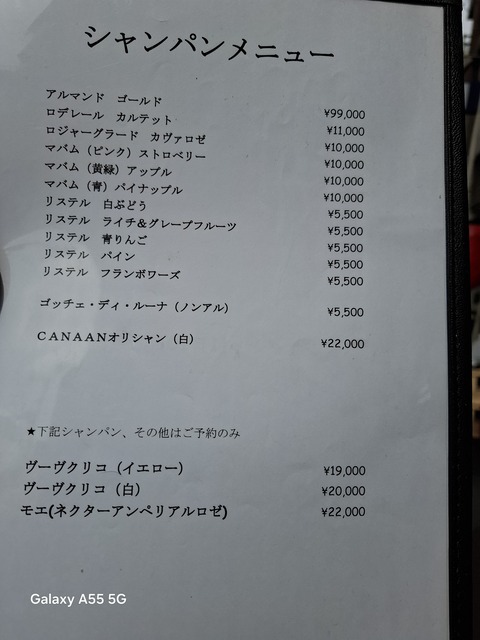 シャンパンメニュー
アルマンド　ゴールド ¥99,000
ロデレール　カルテット ¥11,000
ロジャーグラード　カヴァロゼ ¥10,000
マバム（ピンク）ストロベリー ¥10,000
マバム（黄緑）アップル ¥10,000
マバム（青）パイナップル ¥10,000
リステル　白ぶどう ¥5,500
リステル　ライチ&グレープフルーツ ¥5,500
リステル　青りんご ¥5,500
リステル　パイン ¥5,500
リステル　フランボワーズ ¥5,500
ゴッチェ・ディ・ルーナ（ノンアル） ¥5,500
CANAANオリシャン（白） ¥22,000
★下記シャンパン、その他はご予約のみ
ヴーヴクリコ（イエロー） ¥19,000
ヴーヴクリコ（白） ¥20,000
モエ(ネクターアンペリアルロゼ) ¥22,000
Galaxy A55 5G